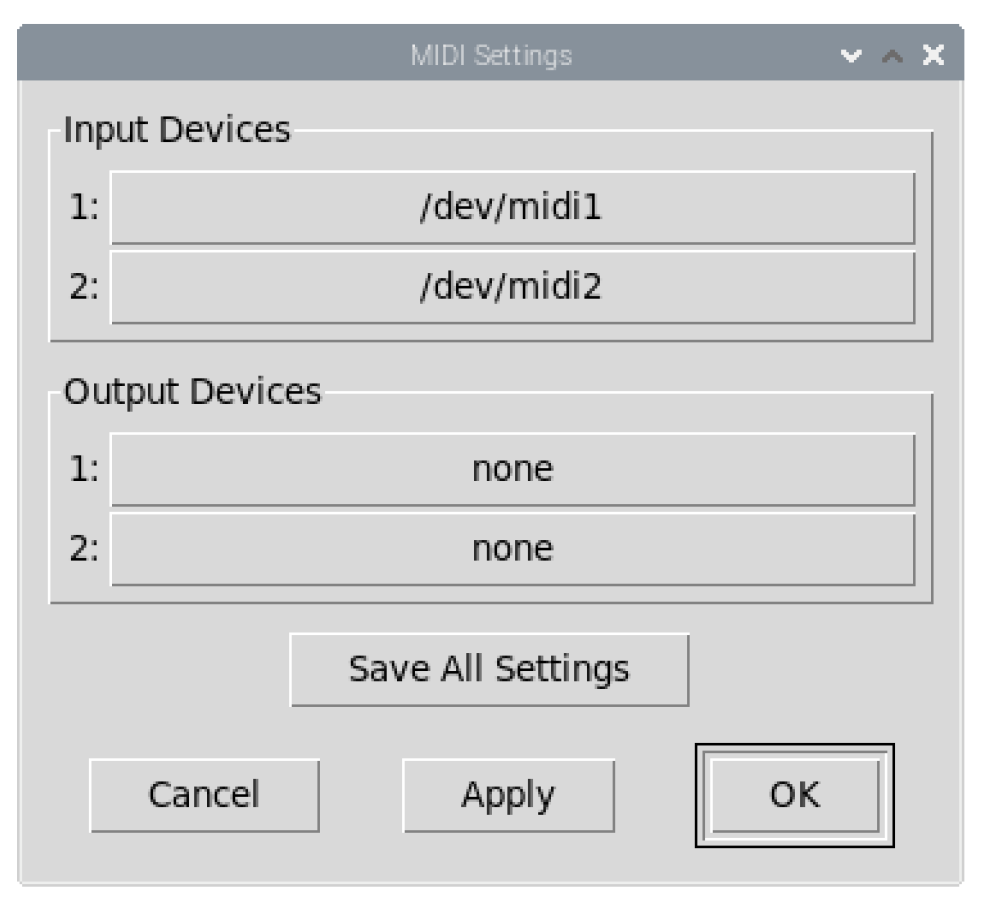 MIDI Settings
Input Devices
1: /dev/midi1
2: /dev/midi2
Output Devices
1: none
2: none
Save All Settings
Cancel Apply OK